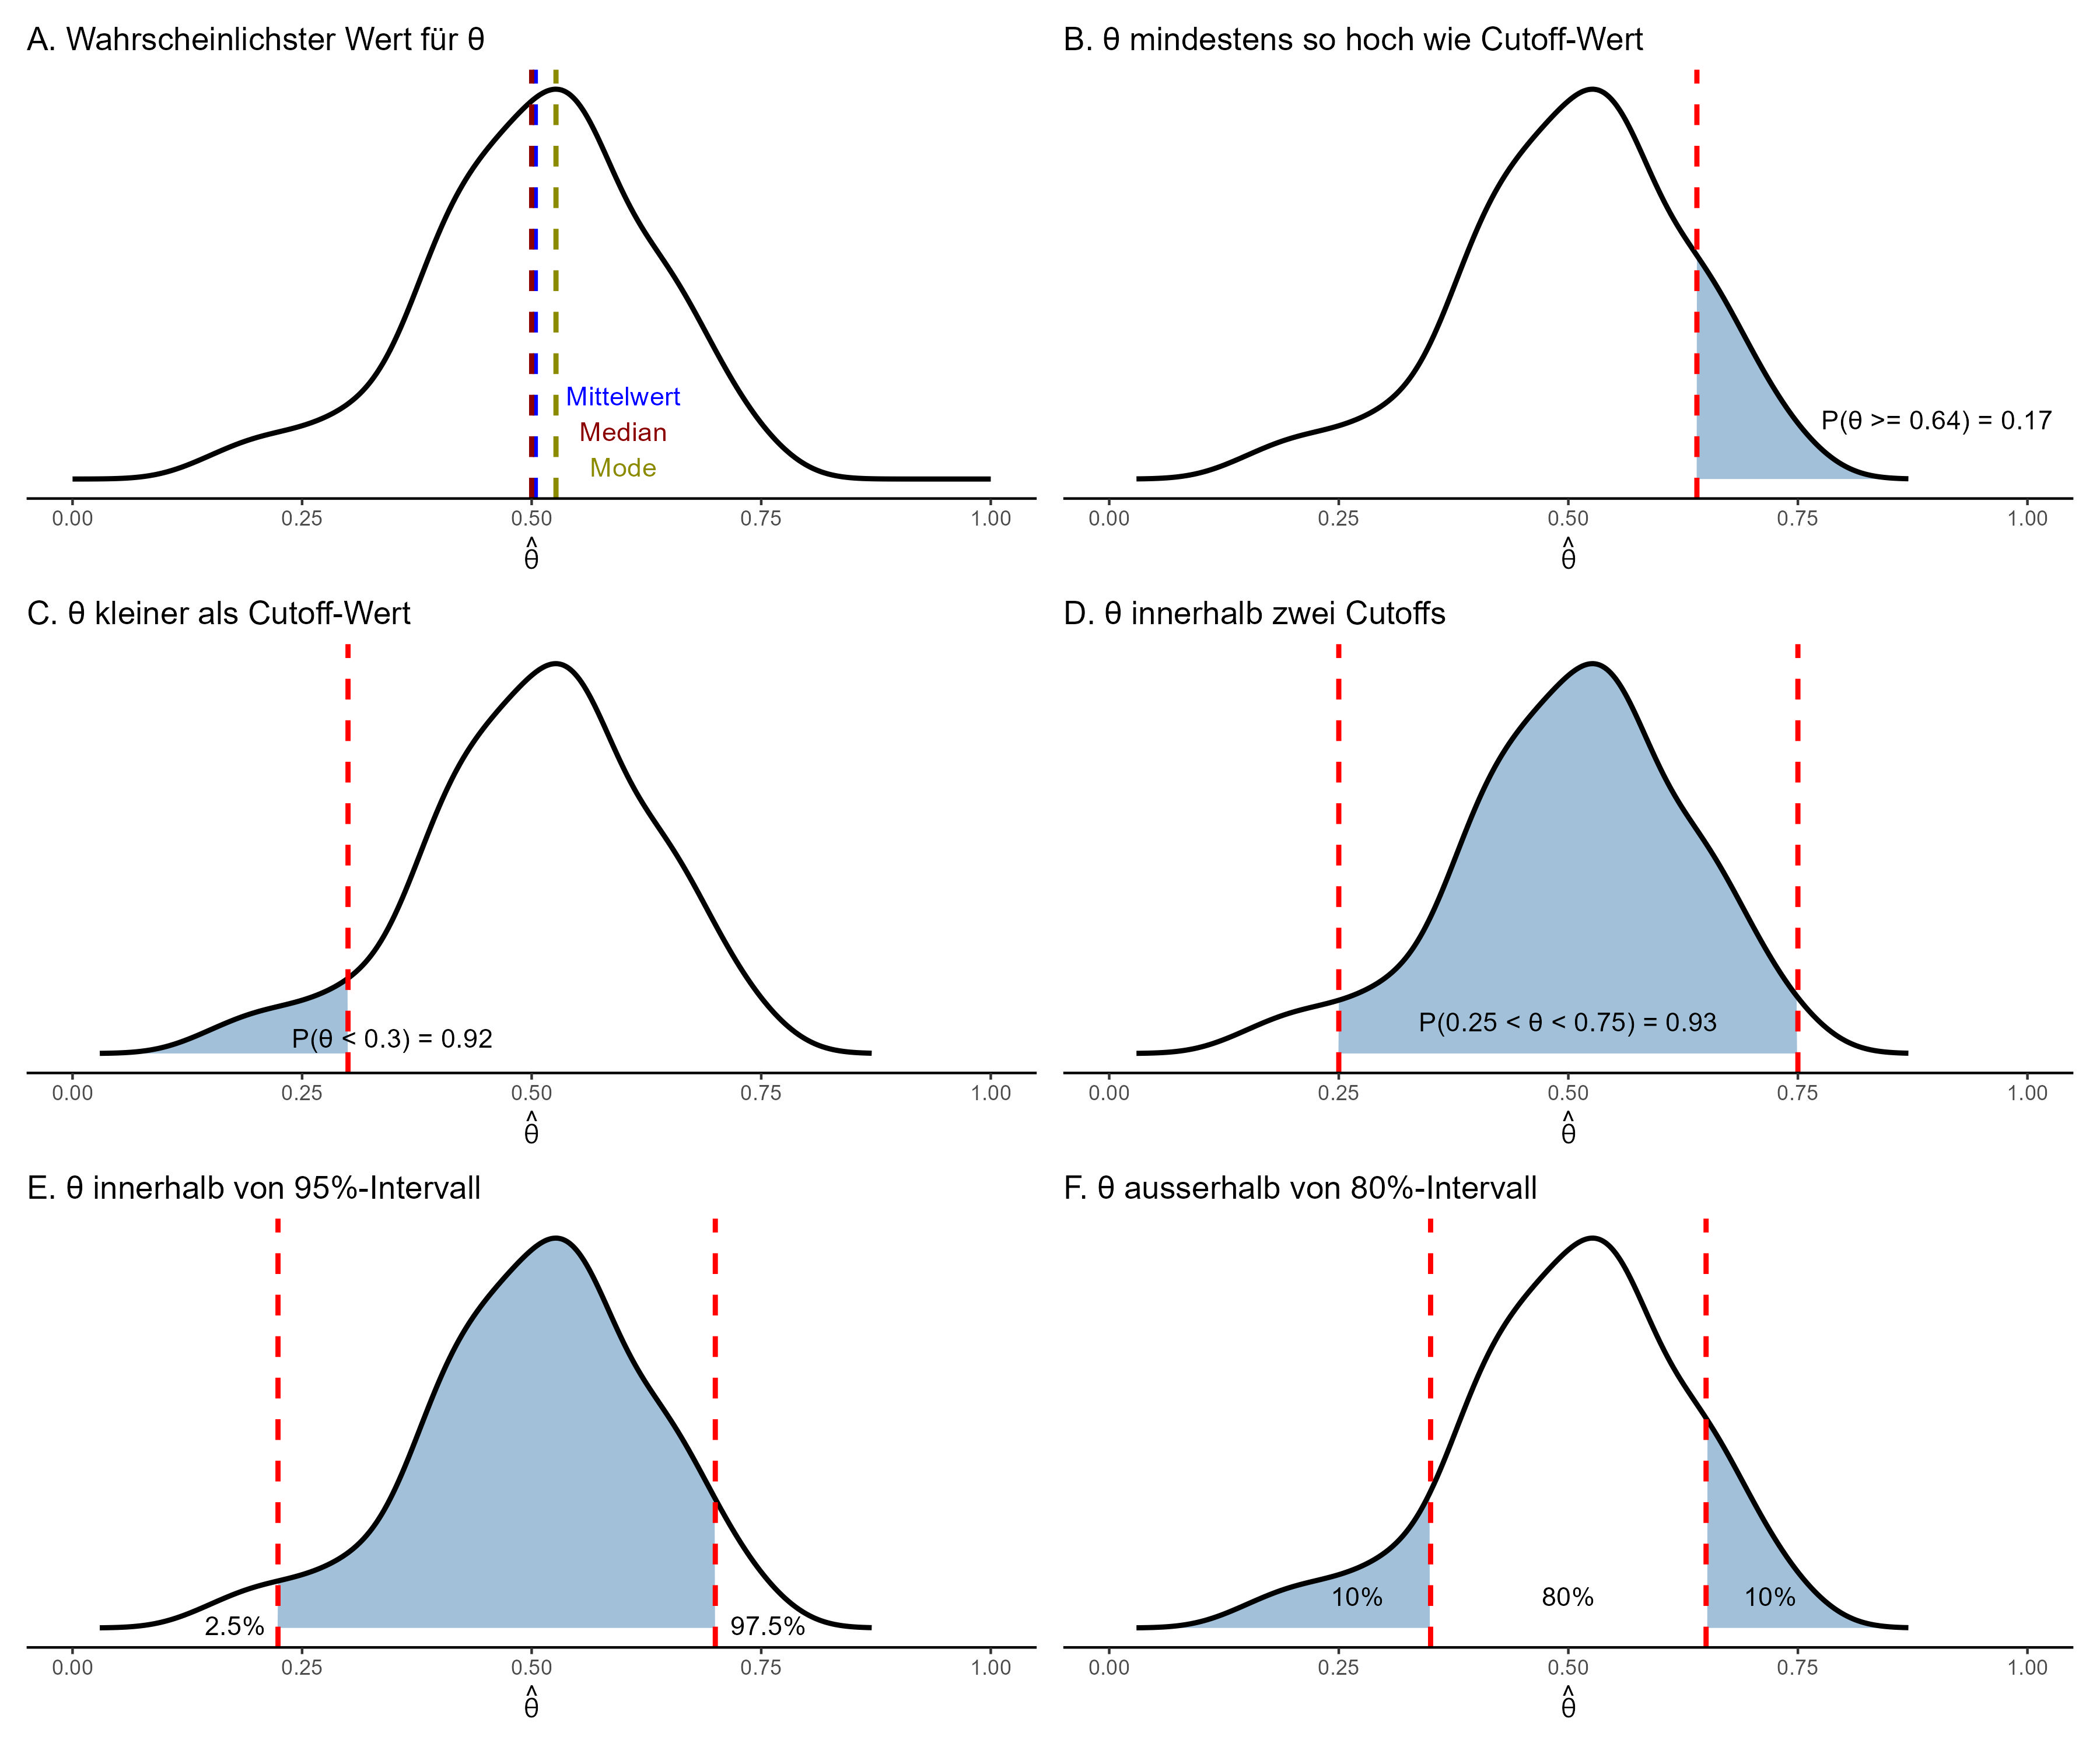 A. Wahrscheinlichster Wert für θ
Mittelwert
Median
Mode
0.00 0.25 0.50 0.75 1.00
θ̂
B. θ mindestens so hoch wie Cutoff-Wert
P(θ >= 0.64) = 0.17
0.00 0.25 0.50 0.75 1.00
θ̂
C. θ kleiner als Cutoff-Wert
P(θ < 0.3) = 0.92
0.00 0.25 0.50 0.75 1.00
θ̂
D. θ innerhalb zwei Cutoffs
P(0.25 < θ < 0.75) = 0.93
0.00 0.25 0.50 0.75 1.00
θ̂
E. θ innerhalb von 95%-Intervall
2.5% 97.5%
0.00 0.25 0.50 0.75 1.00
θ̂
F. θ ausserhalb von 80%-Intervall
10% 80% 10%
0.00 0.25 0.50 0.75 1.00
θ̂